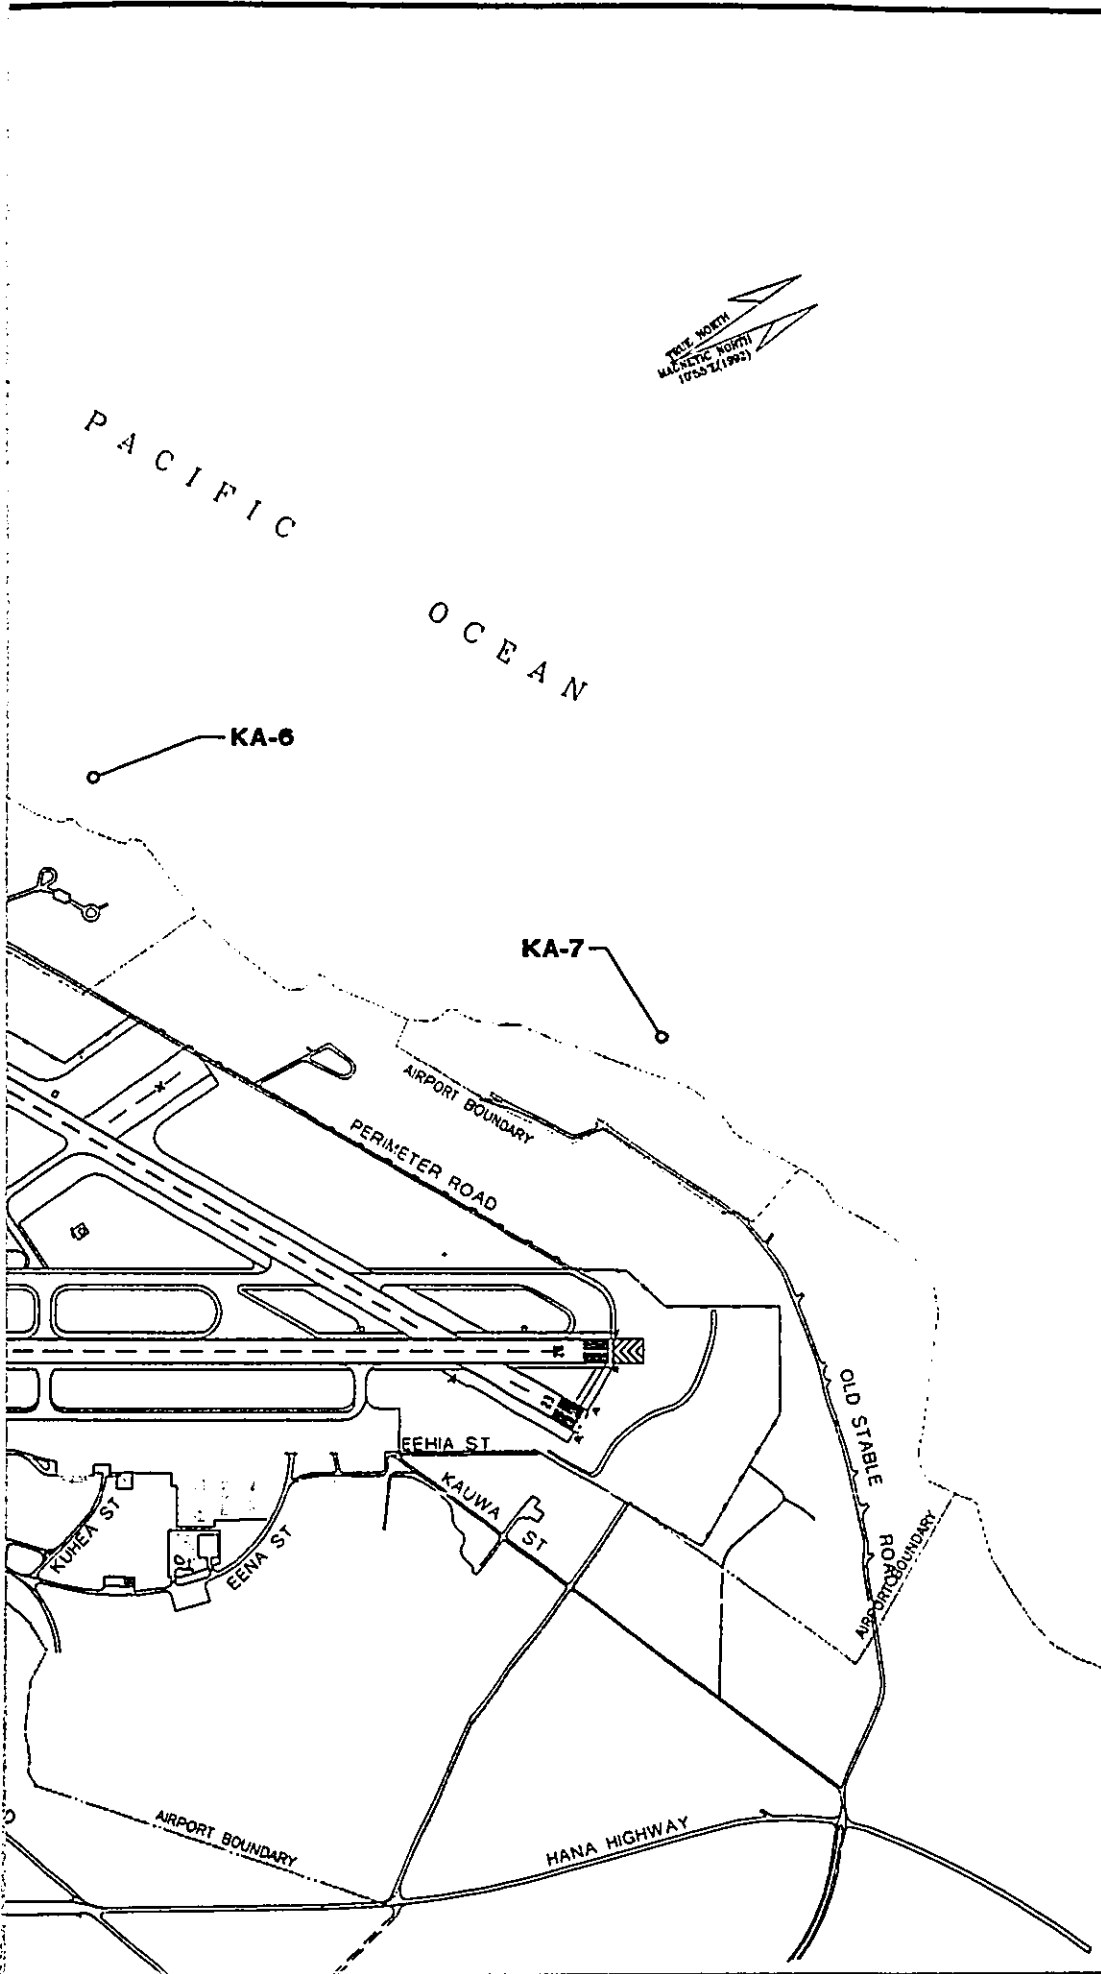 TRUE NORTH
MAGNETIC NORTH
PACIFIC
OCEAN
KA-6
KA-7
AIRPORT BOUNDARY
PERIMETER ROAD
OLD STABLE
ROAD
AIRPORT BOUNDARY
EEHIA ST
KAUWA
ST
KUHEA ST
EENA ST
AIRPORT BOUNDARY
HANA HIGHWAY